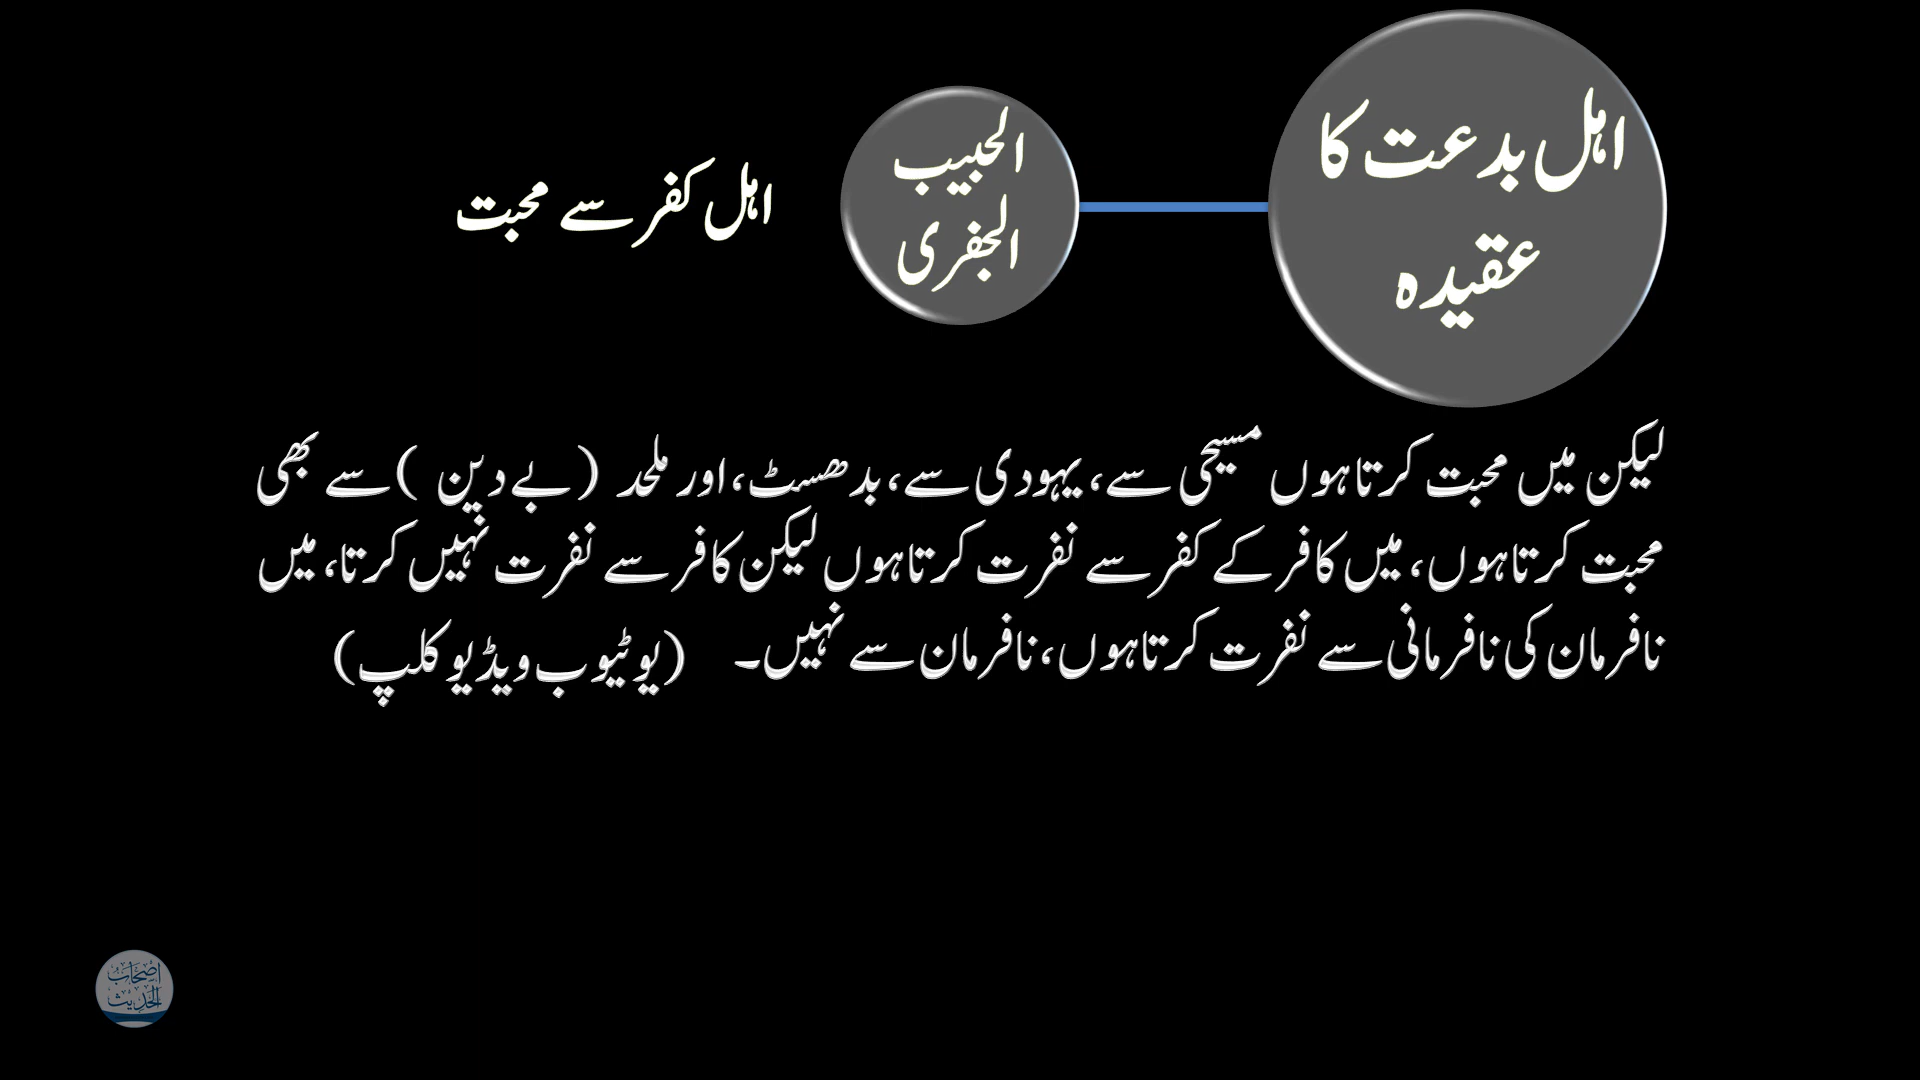 اہل بدعت کا
عقیدہ
الحبیب
الجفری
اہل کفر سے محبت
لیکن میں محبت کرتا ہوں مسیحی سے، یہودی سے، بدھسٹ، اور ملحد (بے دین) سے بھی
محبت کرتا ہوں، میں کافر کے کفر سے نفرت کرتا ہوں لیکن کافر سے نفرت نہیں کرتا، میں
نافرمان کی نافرمانی سے نفرت کرتا ہوں، نافرمان سے نہیں۔ (یوٹیوب ویڈیو کلپ)
اصحاب
الحدیث